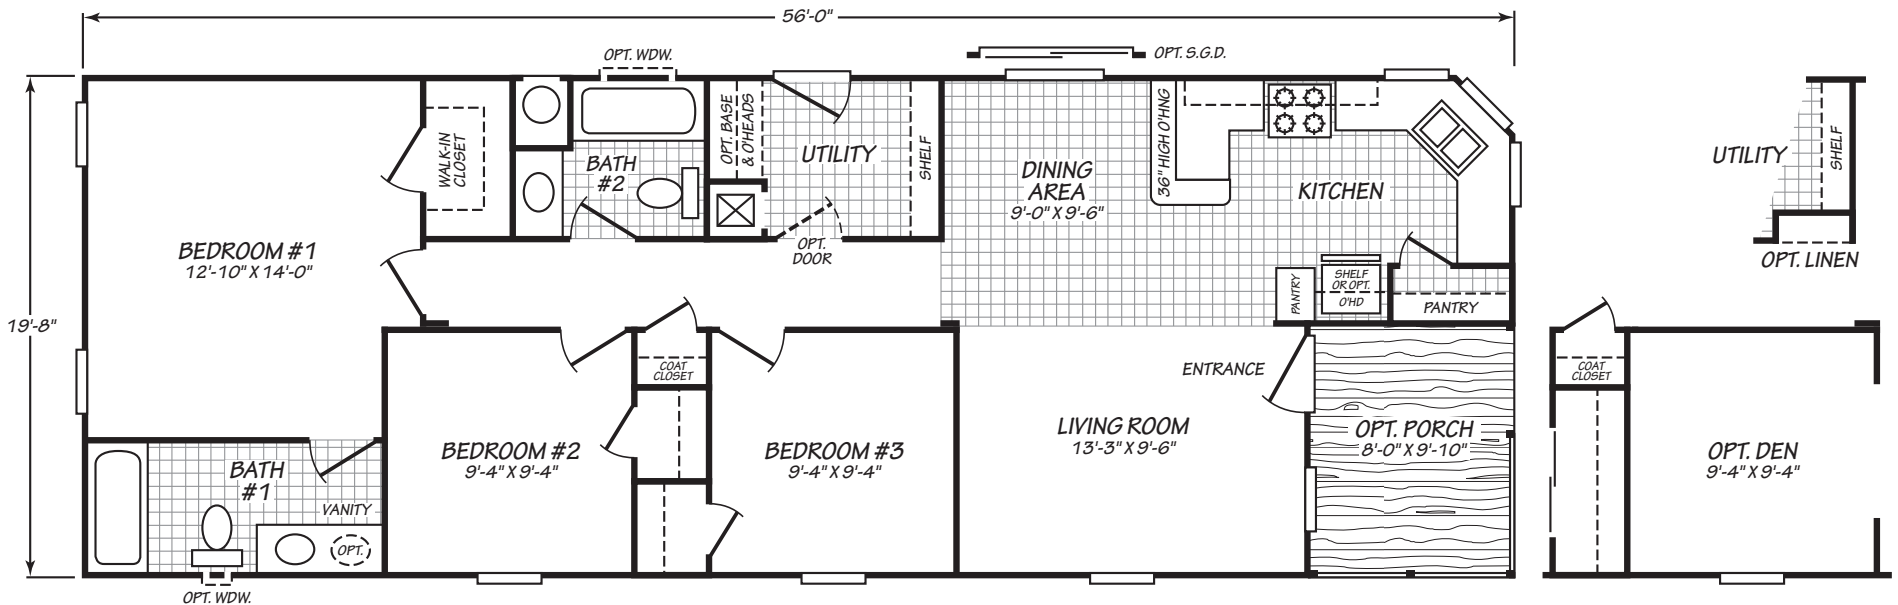 56'-0"
OPT. WDW.
OPT. S.G.D.
WALK-IN
CLOSET
BATH
#2
OPT. BASE
& O'HEADS
UTILITY
SHELF
OPT.
DOOR
DINING
AREA
9'-0" X 9'-6"
36" HIGH O'HNG
KITCHEN
PANTRY
SHELF
OR OPT.
O'HD
PANTRY
UTILITY
SHELF
OPT. LINEN
BEDROOM #1
12'-10" X 14'-0"
19'-8"
BATH
#1
VANITY
OPT.
OPT. WDW.
BEDROOM #2
9'-4" X 9'-4"
COAT
CLOSET
BEDROOM #3
9'-4" X 9'-4"
LIVING ROOM
13'-3" X 9'-6"
ENTRANCE
OPT. PORCH
8'-0" X 9'-10"
COAT
CLOSET
OPT. DEN
9'-4" X 9'-4"